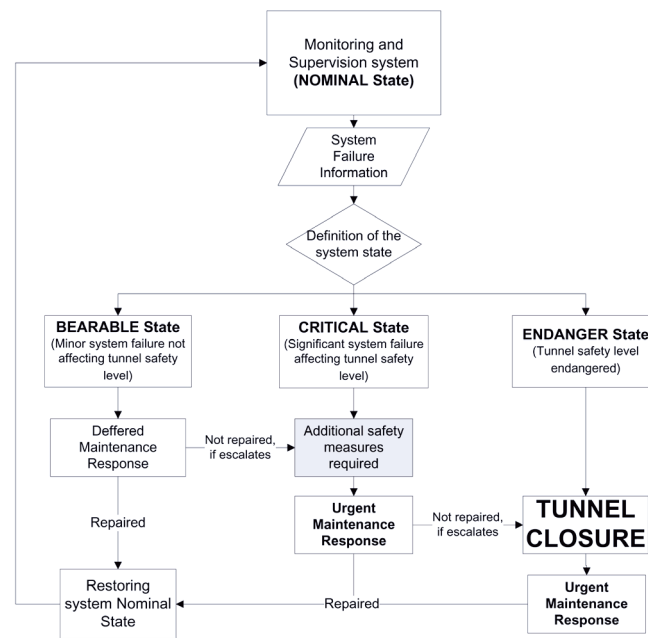 Monitoring and
Supervision system
(NOMINAL State)
System
Failure
Information
Definition of the
system state
BEARABLE State
(Minor system failure not
affecting tunnel safety
level)
CRITICAL State
(Significant system failure
affecting tunnel safety
level)
ENDANGER State
(Tunnel safety level
endangered)
Deffered
Maintenance
Response
Not repaired,
if escalates
Additional safety
measures
required
Repaired
Urgent
Maintenance
Response
Not repaired,
if escalates
TUNNEL
CLOSURE
Restoring
system Nominal
State
Repaired
Urgent
Maintenance
Response